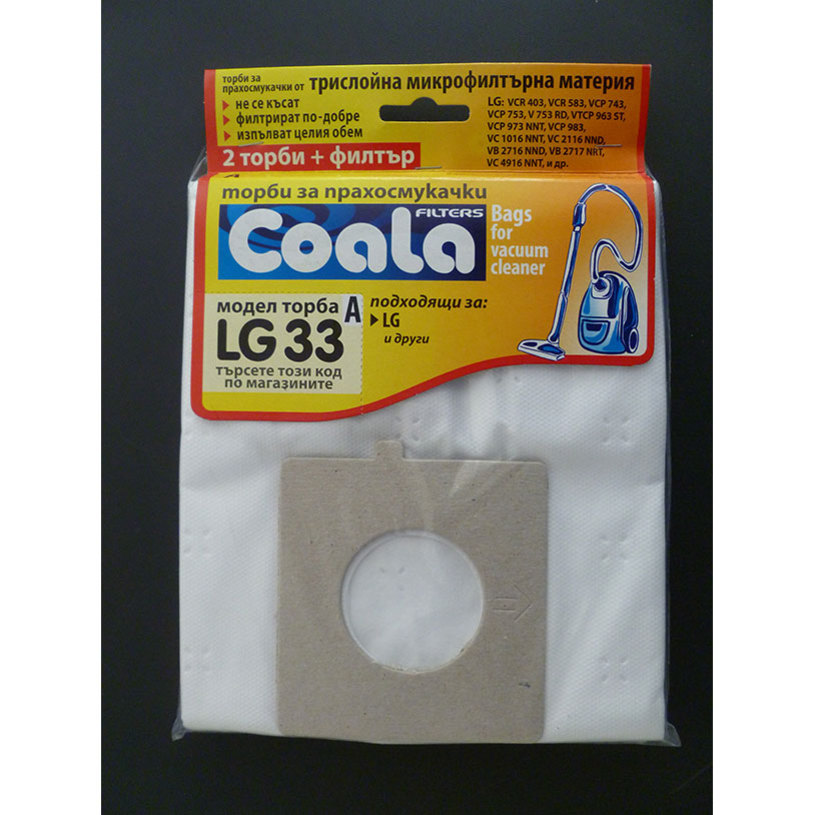 торби за
прахосмукачки от трислойна микрофилтърна материя
не се късат
филтрират по-добре
изпълват целия обем
2 торби + филтър
LG: VCR 403, VCR 583, VCP 743,
VCP 753, V 753 RD, VTCP 963 ST,
VCP 973 NNT, VCP 983,
VC 1016 NNT, VC 2116 NND,
VB 2716 NND, VB 2717 NRT,
VC 4916 NNT, и др.
торби за прахосмукачки
FILTERS
Coala
Bags
for
vacuum
cleaner
модел торба A
LG 33
търсете този код
по магазините
подходящи за:
LG
и други